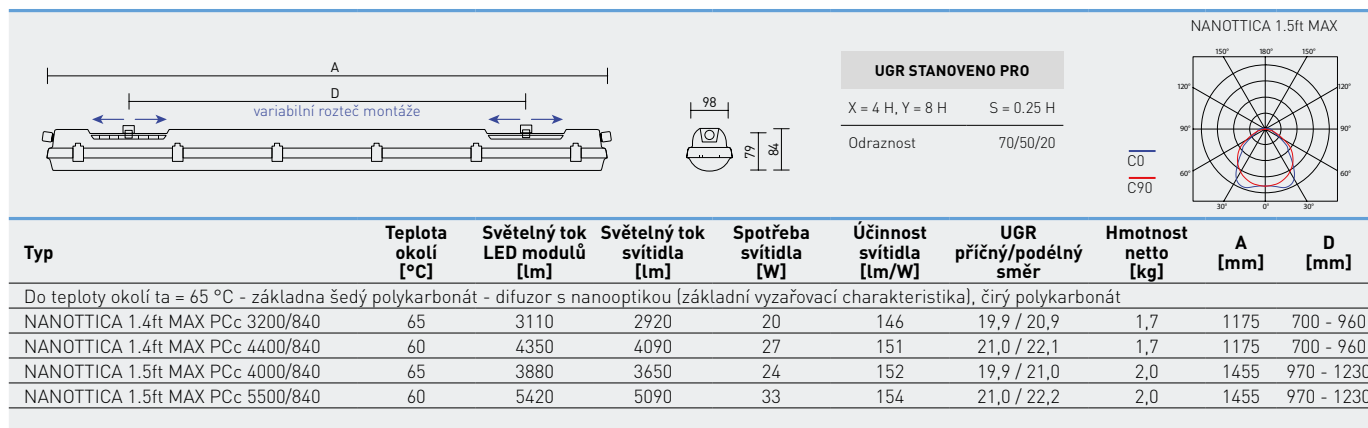 NANOTTICA 1.5ft MAX
A
D
variabilní rozteč montáže
98
79
84
UGR STANOVENO PRO
X = 4 H, Y = 8 H S = 0.25 H
Odraznost 70/50/20
150° 180° 150°
120° 120°
90° 90°
60° 60°
30° 0° 30°
C0
C90
Typ Teplota okolí [°C] Světelný tok LED modulů [lm] Světelný tok svítidla [lm] Spotřeba svítidla [W] Účinnost svítidla [lm/W] UGR příčný/podélný směr Hmotnost netto [kg] A [mm] D [mm]
Do teploty okolí ta = 65 °C - základna šedý polykarbonát - difuzor s nanooptikou (základní vyzařovací charakteristika), čirý polykarbonát
NANOTTICA 1.4ft MAX PCc 3200/840 65 3110 2920 20 146 19,9 / 20,9 1,7 1175 700 - 960
NANOTTICA 1.4ft MAX PCc 4400/840 60 4350 4090 27 151 21,0 / 22,1 1,7 1175 700 - 960
NANOTTICA 1.5ft MAX PCc 4000/840 65 3880 3650 24 152 19,9 / 21,0 2,0 1455 970 - 1230
NANOTTICA 1.5ft MAX PCc 5500/840 60 5420 5090 33 154 21,0 / 22,2 2,0 1455 970 - 1230